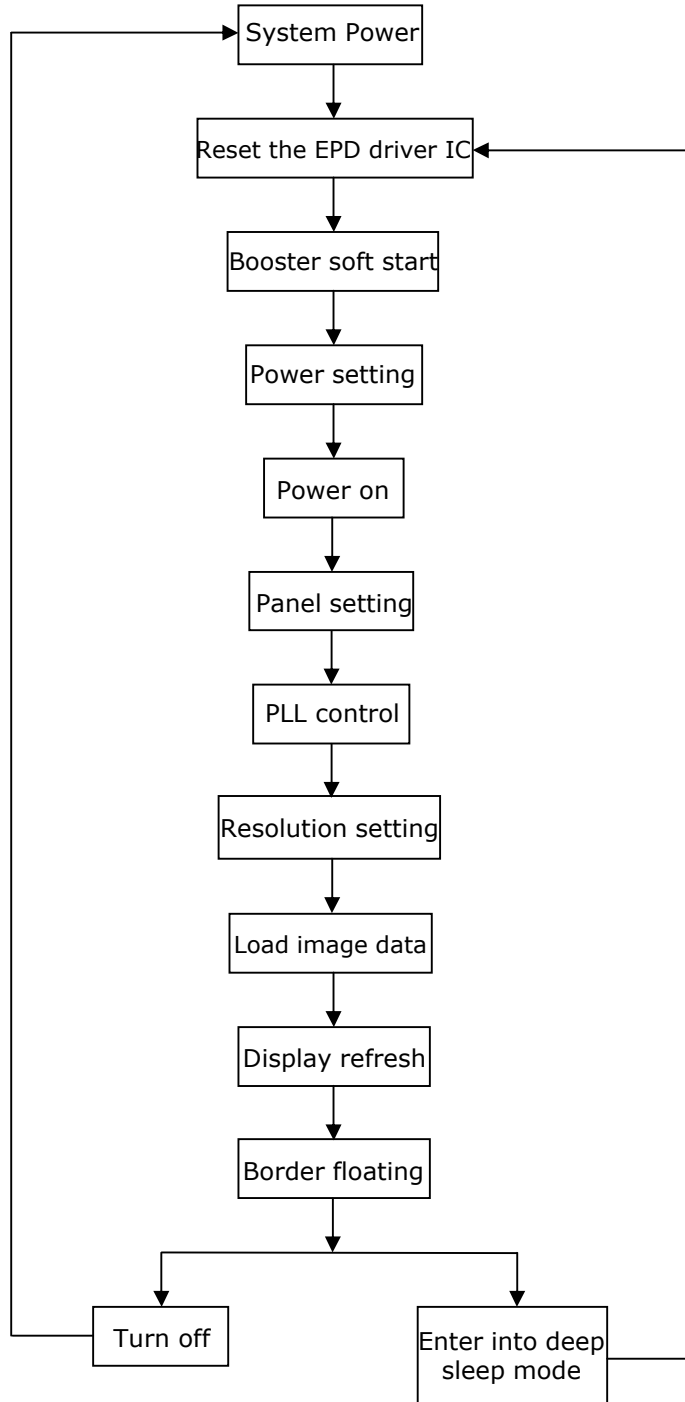 System Power
Reset the EPD driver IC
Booster soft start
Power setting
Power on
Panel setting
PLL control
Resolution setting
Load image data
Display refresh
Border floating
Turn off
Enter into deep
sleep mode